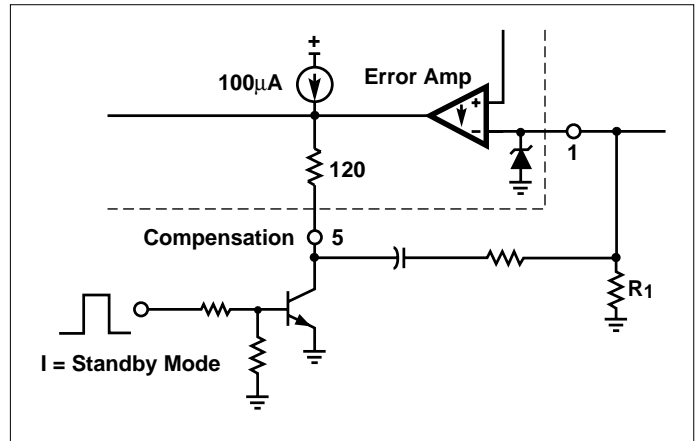 +
100µA
Error Amp
+
−
1
120
Compensation 5
R1
I = Standby Mode